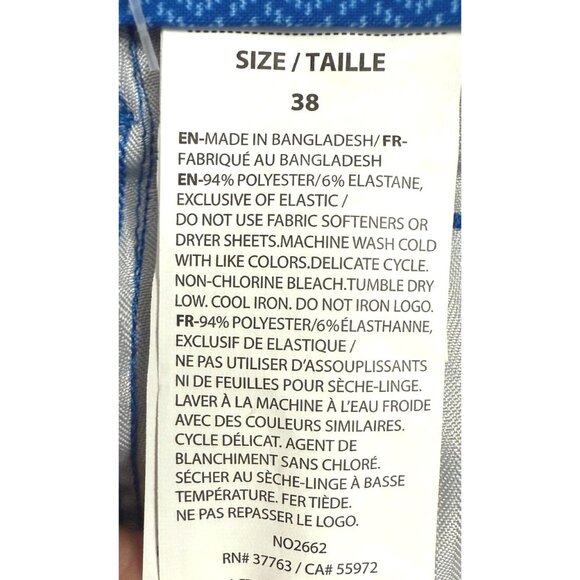 SIZE / TAILLE
38
EN-MADE IN BANGLADESH/ FR-
FABRIQUÉ AU BANGLADESH
EN-94% POLYESTER/6% ELASTANE,
EXCLUSIVE OF ELASTIC /
DO NOT USE FABRIC SOFTENERS OR
DRYER SHEETS.MACHINE WASH COLD
WITH LIKE COLORS.DELICATE CYCLE.
NON-CHLORINE BLEACH.TUMBLE DRY
LOW. COOL IRON. DO NOT IRON LOGO.
FR-94% POLYESTER/6%ÉLASTHANNE,
EXCLUSIF DE ELASTIQUE /
NE PAS UTILISER D'ASSOUPLISSANTS
NI DE FEUILLES POUR SÈCHE-LINGE.
LAVER À LA MACHINE À L'EAU FROIDE
AVEC DES COULEURS SIMILAIRES.
CYCLE DÉLICAT. AGENT DE
BLANCHIMENT SANS CHLORÉ.
SÉCHER AU SÈCHE-LINGE À BASSE
TEMPÉRATURE. FER TIÈDE.
NE PAS REPASSER LE LOGO.
NO2662
RN# 37763 / CA# 55972